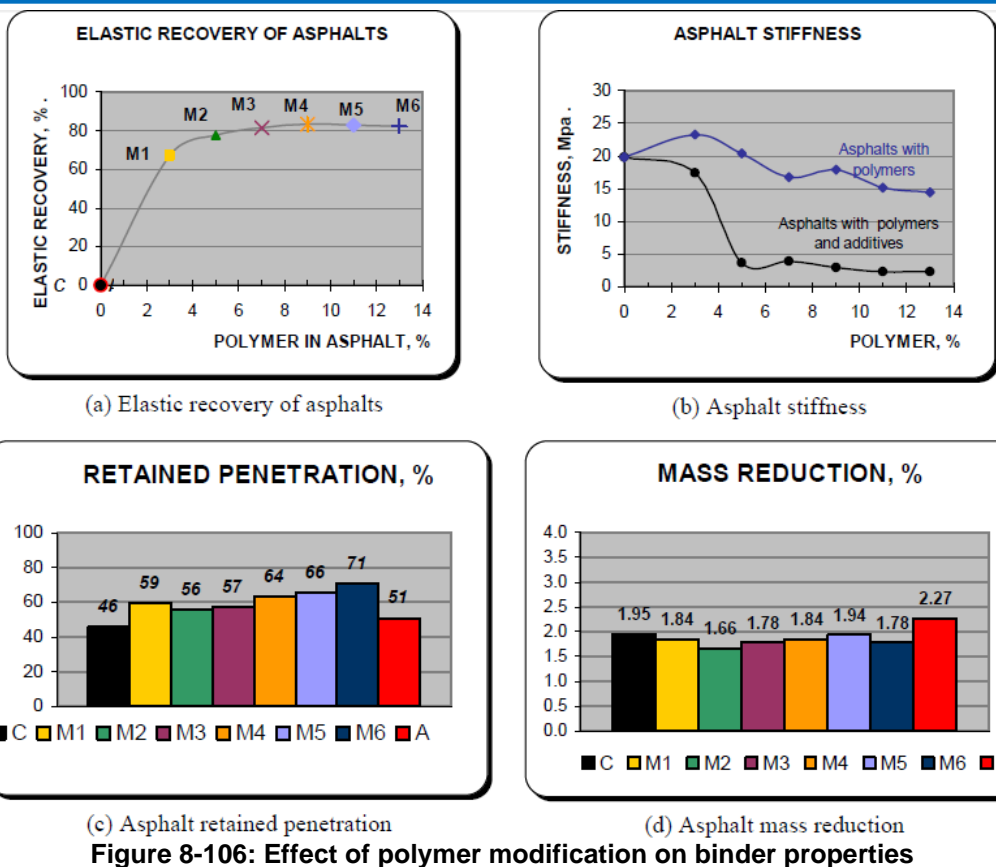 ELASTIC RECOVERY OF ASPHALTS
ELASTIC RECOVERY, % .
100
80
60
40
20
0
C
M1
M2
M3
M4
M5
M6
0 2 4 6 8 10 12 14
POLYMER IN ASPHALT, %
(a) Elastic recovery of asphalts
ASPHALT STIFFNESS
STIFFNESS, Mpa .
30
25
20
15
10
5
0
Asphalts with
polymers
Asphalts with polymers
and additives
0 2 4 6 8 10 12 14
POLYMER, %
(b) Asphalt stiffness
RETAINED PENETRATION, %
100
80
60
40
20
0
46 59 56 57 64 66 71 51
C M1 M2 M3 M4 M5 M6 A
(c) Asphalt retained penetration
MASS REDUCTION, %
4.0
3.5
3.0
2.5
2.0
1.5
1.0
0.5
0.0
1.95 1.84 1.66 1.78 1.84 1.94 1.78 2.27
C M1 M2 M3 M4 M5 M6
(d) Asphalt mass reduction
Figure 8-106: Effect of polymer modification on binder properties